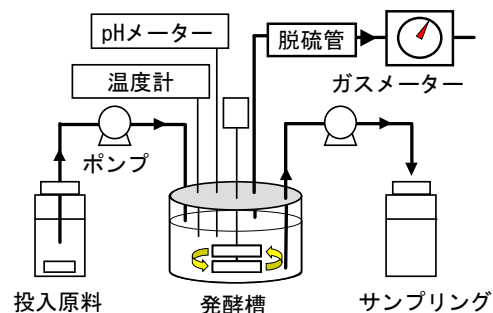 pHメーター
脱硫管
温度計
ガスメーター
ポンプ
投入原料
発酵槽
サンプリング